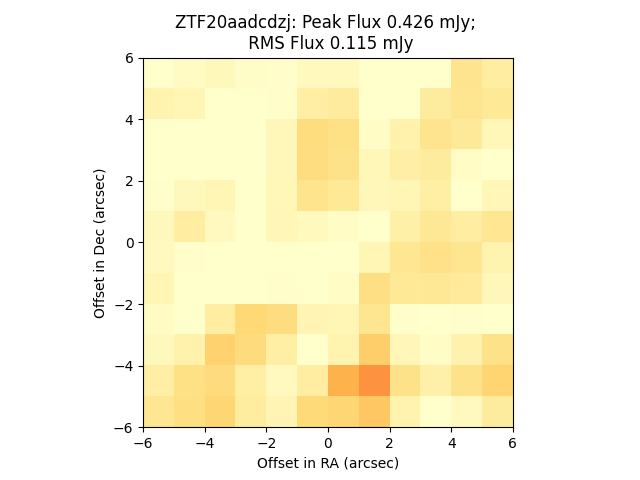 ZTF20aadcdzj: Peak Flux 0.426 mJy;
RMS Flux 0.115 mJy
6
4
2
0
−2
−4
−6
Offset in Dec (arcsec)
−6 −4 −2 0 2 4 6
Offset in RA (arcsec)